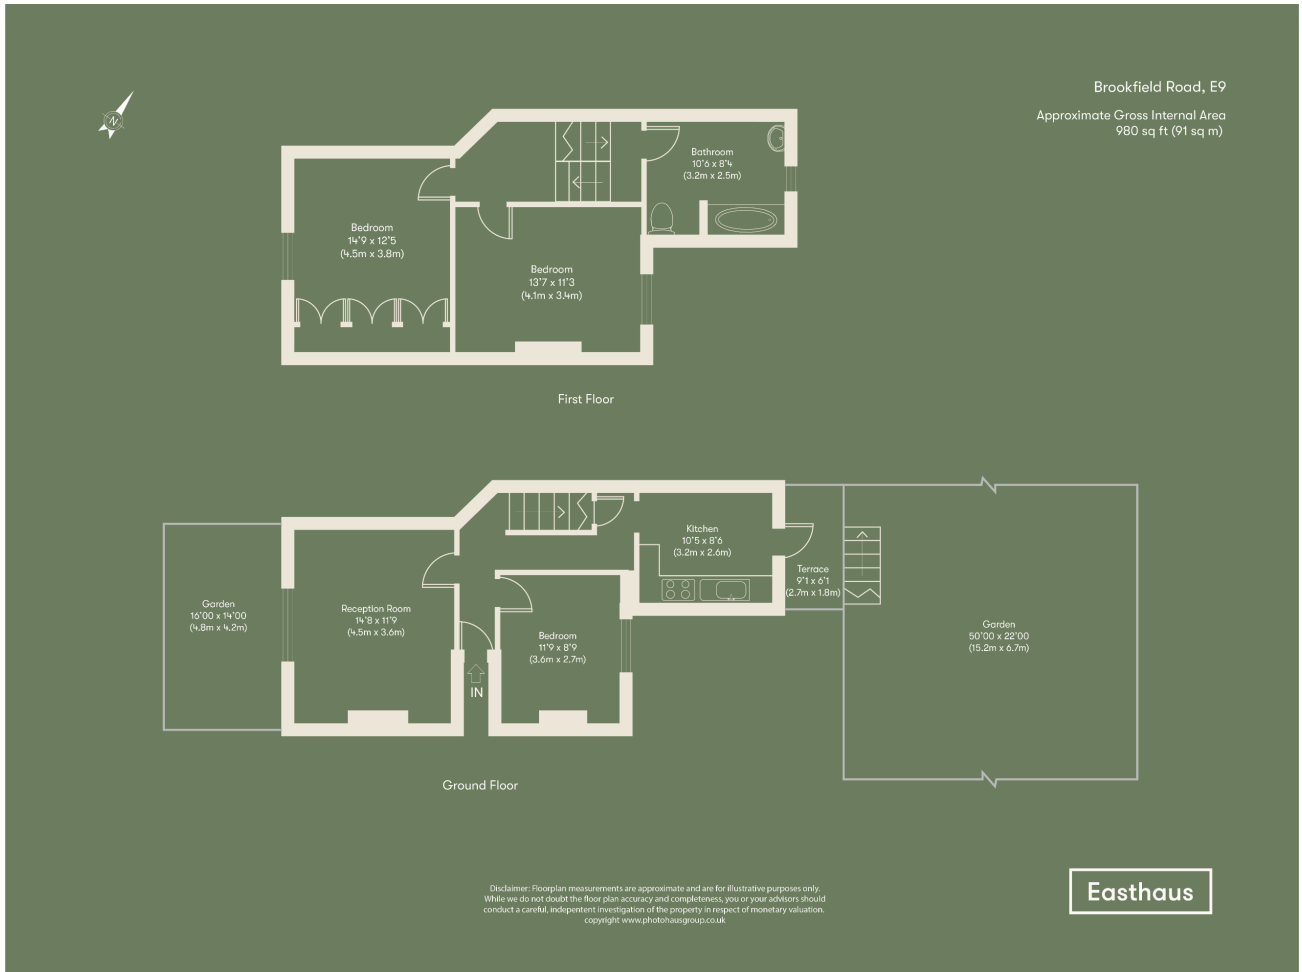 Brookfield Road, E9
Approximate Gross Internal Area
980 sq ft (91 sq m)
N
Bathroom
10'6 x 8'4
(3.2m x 2.5m)
Bedroom
14'9 x 12'5
(4.5m x 3.8m)
Bedroom
13'7 x 11'3
(4.1m x 3.4m)
First Floor
Kitchen
10'5 x 8'6
(3.2m x 2.6m)
Terrace
9'1 x 6'1
(2.7m x 1.8m)
Garden
16'00 x 14'00
(4.8m x 4.2m)
Reception Room
14'8 x 11'9
(4.5m x 3.6m)
Bedroom
11'9 x 8'9
(3.6m x 2.7m)
Garden
50'00 x 22'00
(15.2m x 6.7m)
IN
Ground Floor
Disclaimer: Floorplan measurements are approximate and are for illustrative purposes only.
While we do not doubt the floor plan accuracy and completeness, you or your advisors should
conduct a careful, indepentent investigation of the property in respect of monetary valuation.
copyright www.photohausgroup.co.uk
Easthaus